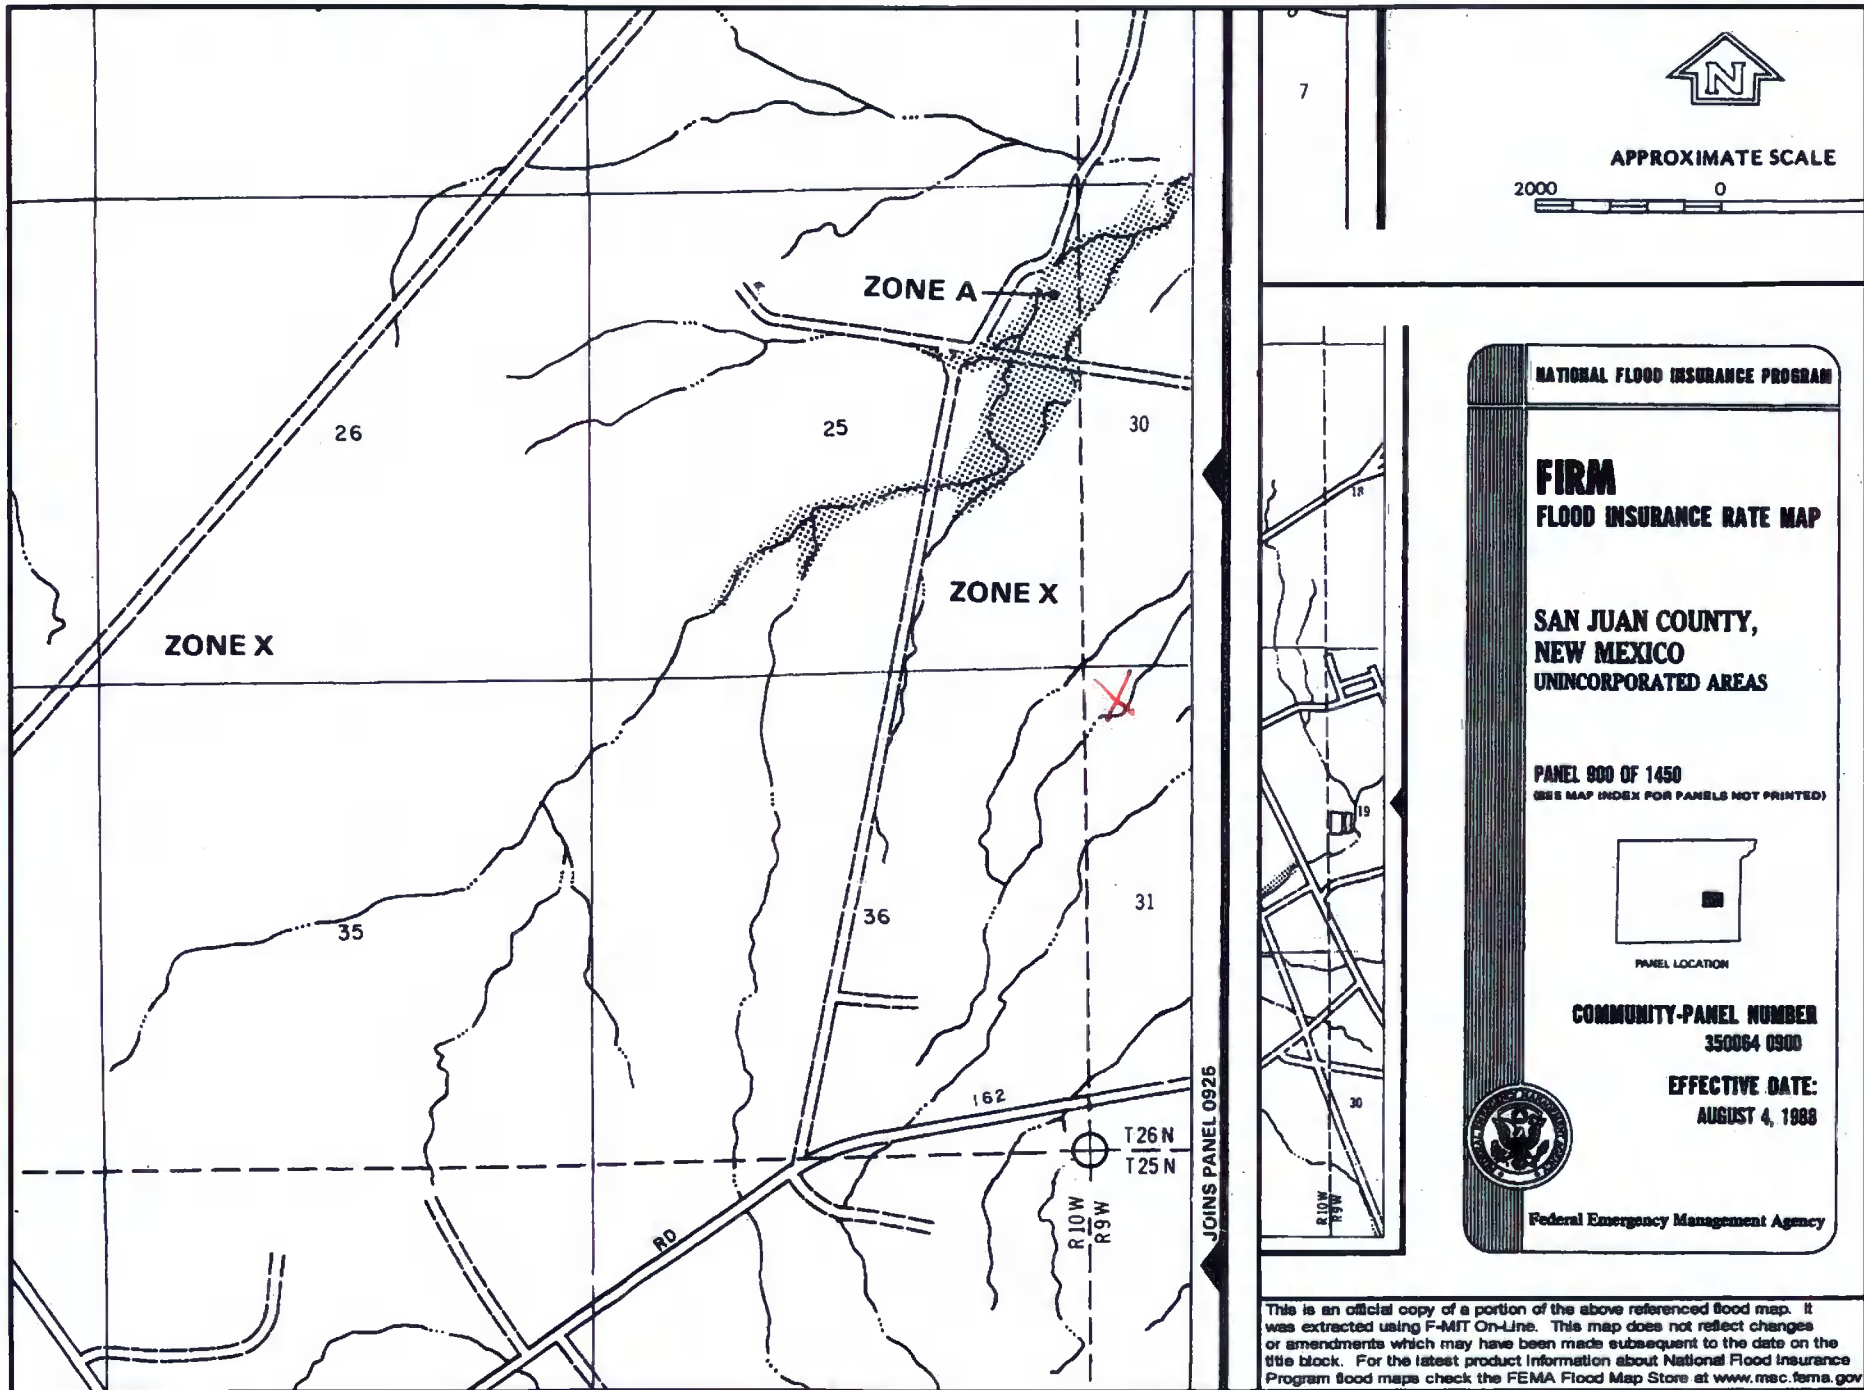 7
N
APPROXIMATE SCALE
2000 0
ZONE A
26
25
30
ZONE X
ZONE X
35
36
31
162
RD
T 26 N
T 25 N
R 10 W
R 9 W
JOINS PANEL 0925
18
19
30
R 10 W
R 9 W
NATIONAL FLOOD INSURANCE PROGRAM
FIRM
FLOOD INSURANCE RATE MAP
SAN JUAN COUNTY,
NEW MEXICO
UNINCORPORATED AREAS
PANEL 900 OF 1450
(SEE MAP INDEX FOR PANELS NOT PRINTED)
PANEL LOCATION
COMMUNITY-PANEL NUMBER
350064 0900
EFFECTIVE DATE:
AUGUST 4, 1988
Federal Emergency Management Agency
This is an official copy of a portion of the above referenced flood map. It
was extracted using F-MIT On-Line. This map does not reflect changes
or amendments which may have been made subsequent to the date on the
title block. For the latest product information about National Flood Insurance
Program flood maps check the FEMA Flood Map Store at www.msc.fema.gov